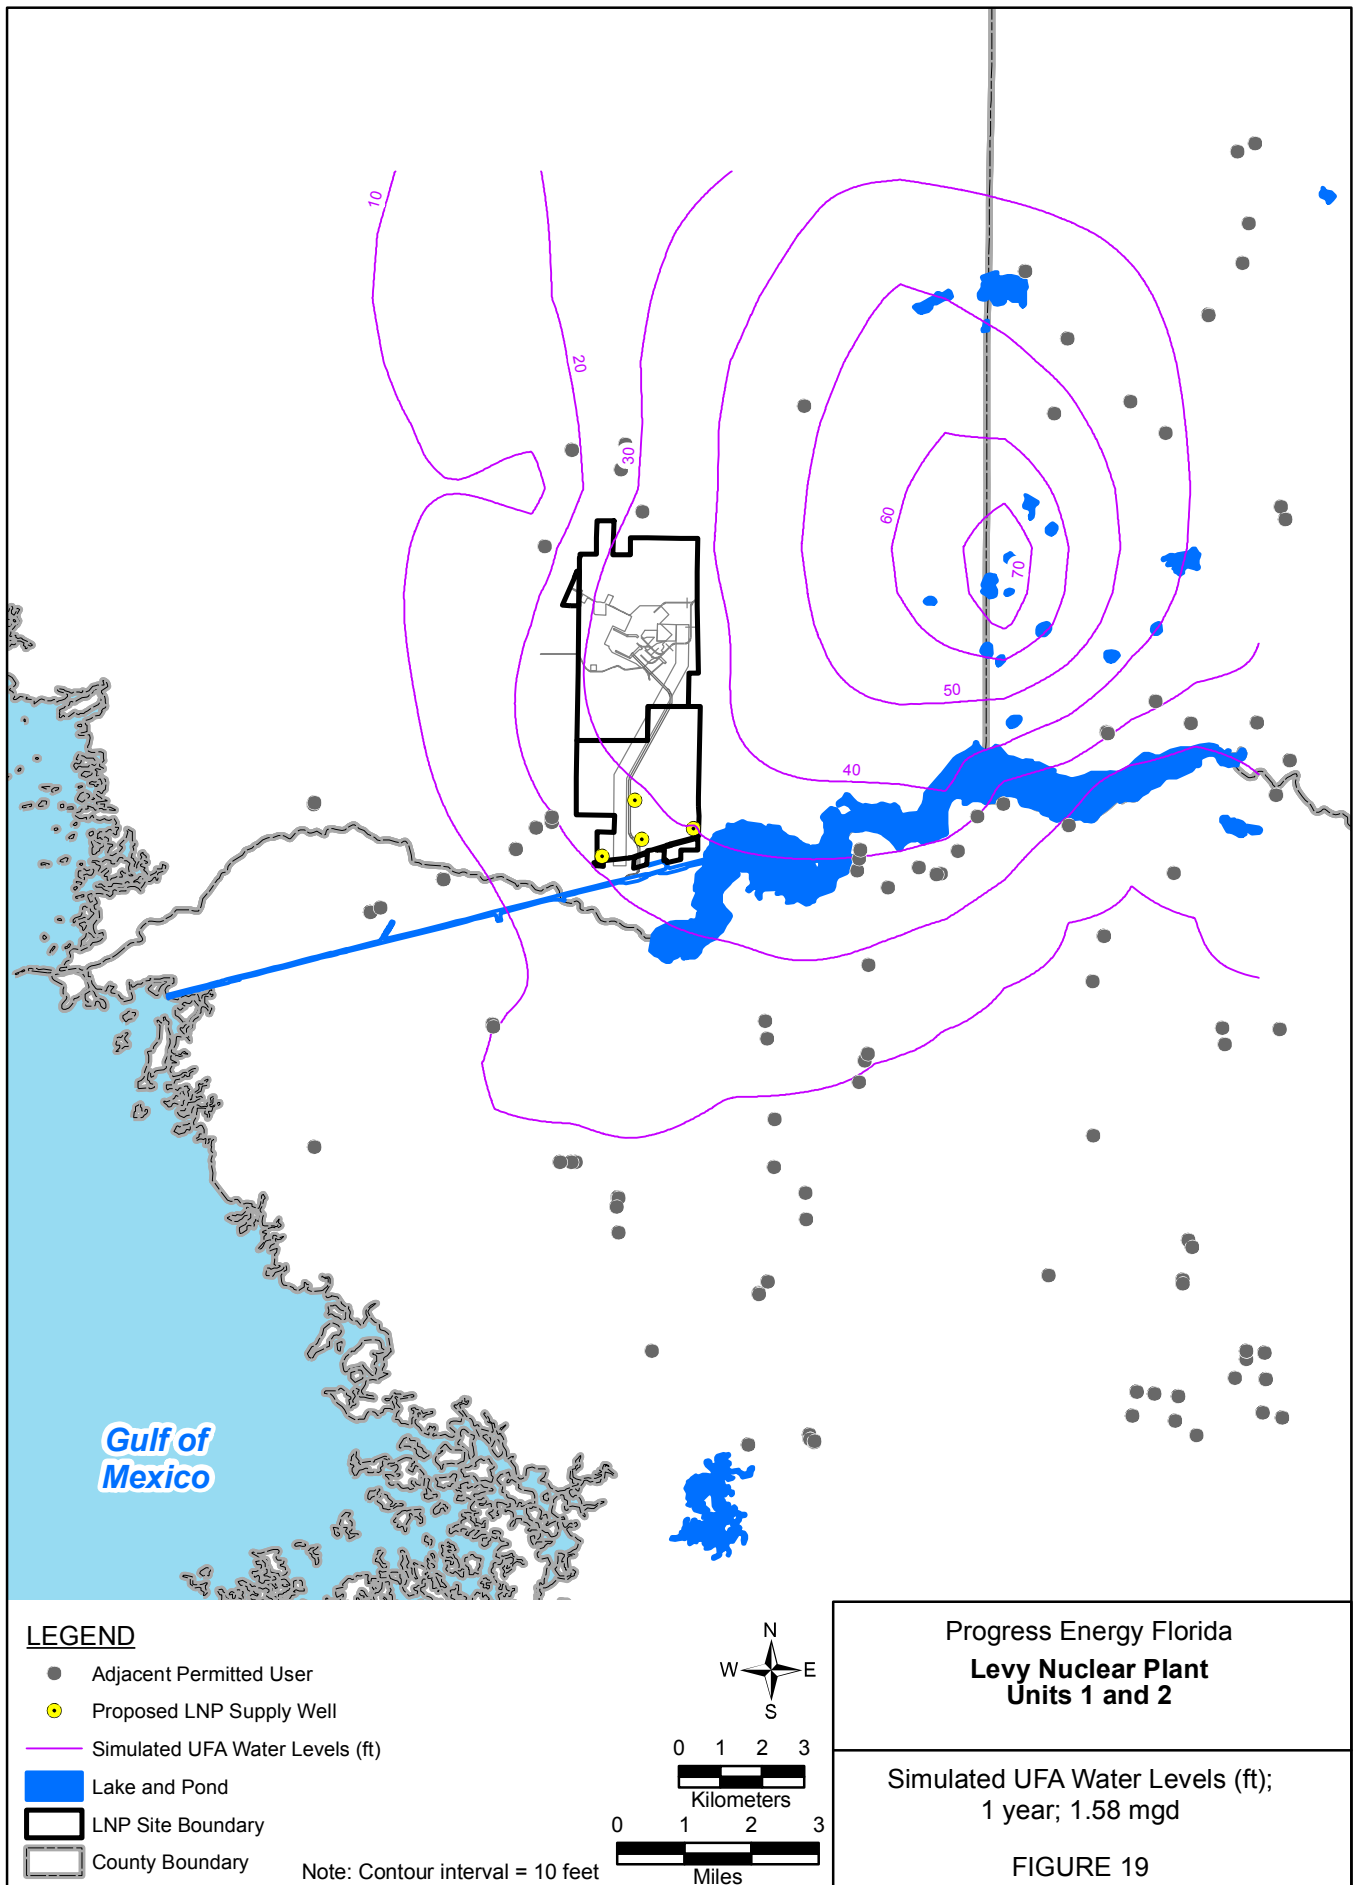 10
20
30
60
70
50
40
Gulf of
Mexico
LEGEND
Adjacent Permitted User
Proposed LNP Supply Well
Simulated UFA Water Levels (ft)
Lake and Pond
LNP Site Boundary
County Boundary
Note: Contour interval = 10 feet
N
W E
S
0 1 2 3
Kilometers
0 1 2 3
Miles
Progress Energy Florida
Levy Nuclear Plant
Units 1 and 2
Simulated UFA Water Levels (ft);
1 year; 1.58 mgd
FIGURE 19